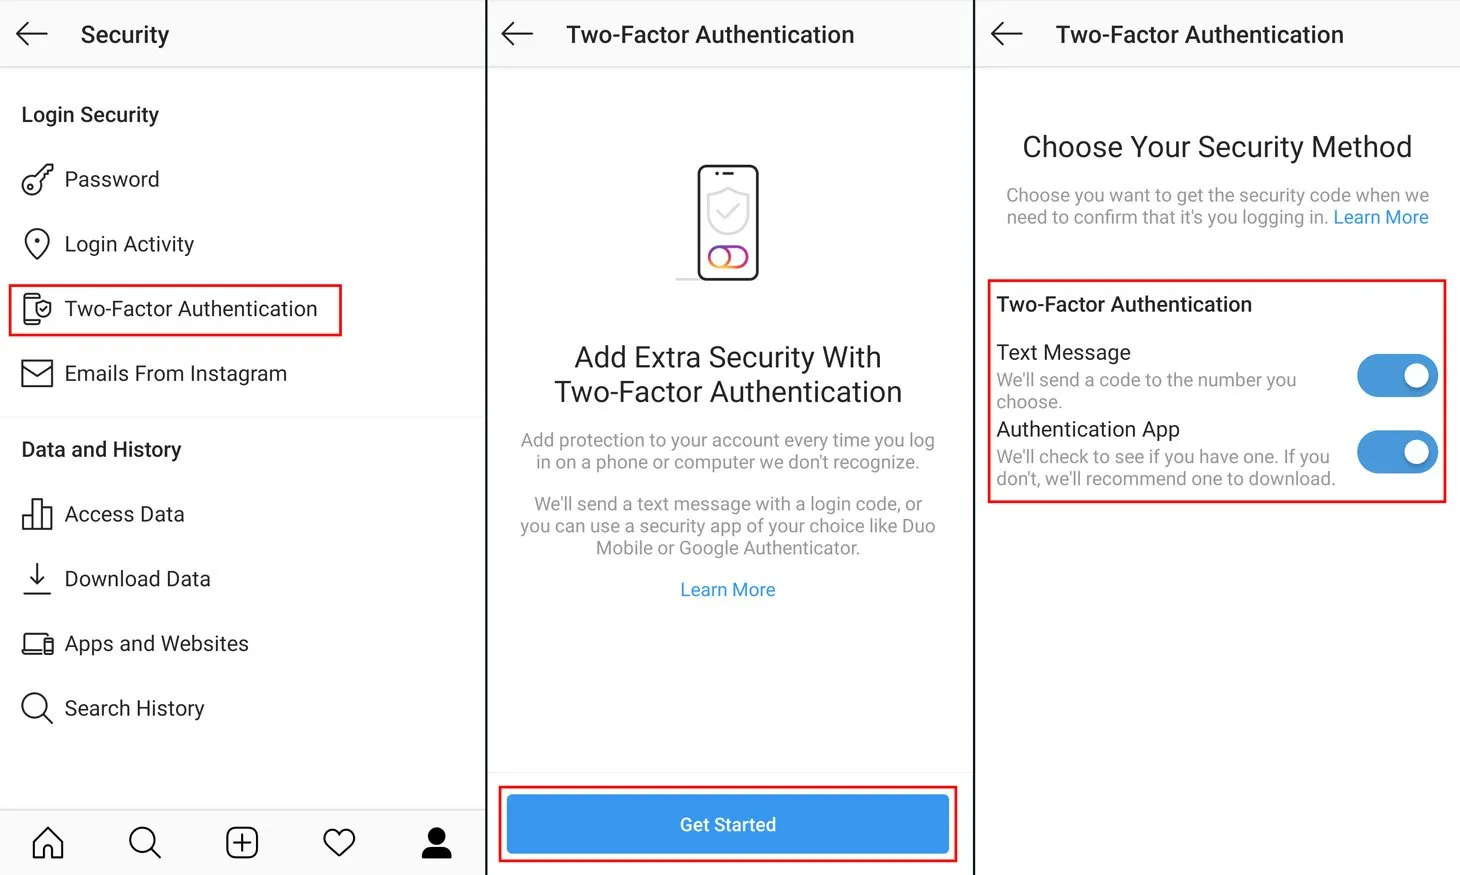 Security
Login Security
Password
Login Activity
Two-Factor Authentication
Emails From Instagram
Data and History
Access Data
Download Data
Apps and Websites
Search History
Two-Factor Authentication
Add Extra Security With
Two-Factor Authentication
Add protection to your account every time you log
in on a phone or computer we don't recognize.
We'll send a text message with a login code, or
you can use a security app of your choice like Duo
Mobile or Google Authenticator.
Learn More
Get Started
Two-Factor Authentication
Choose Your Security Method
Choose you want to get the security code when we
need to confirm that it's you logging in. Learn More
Two-Factor Authentication
Text Message
We'll send a code to the number you
choose.
Authentication App
We'll check to see if you have one. If you
don't, we'll recommend one to download.